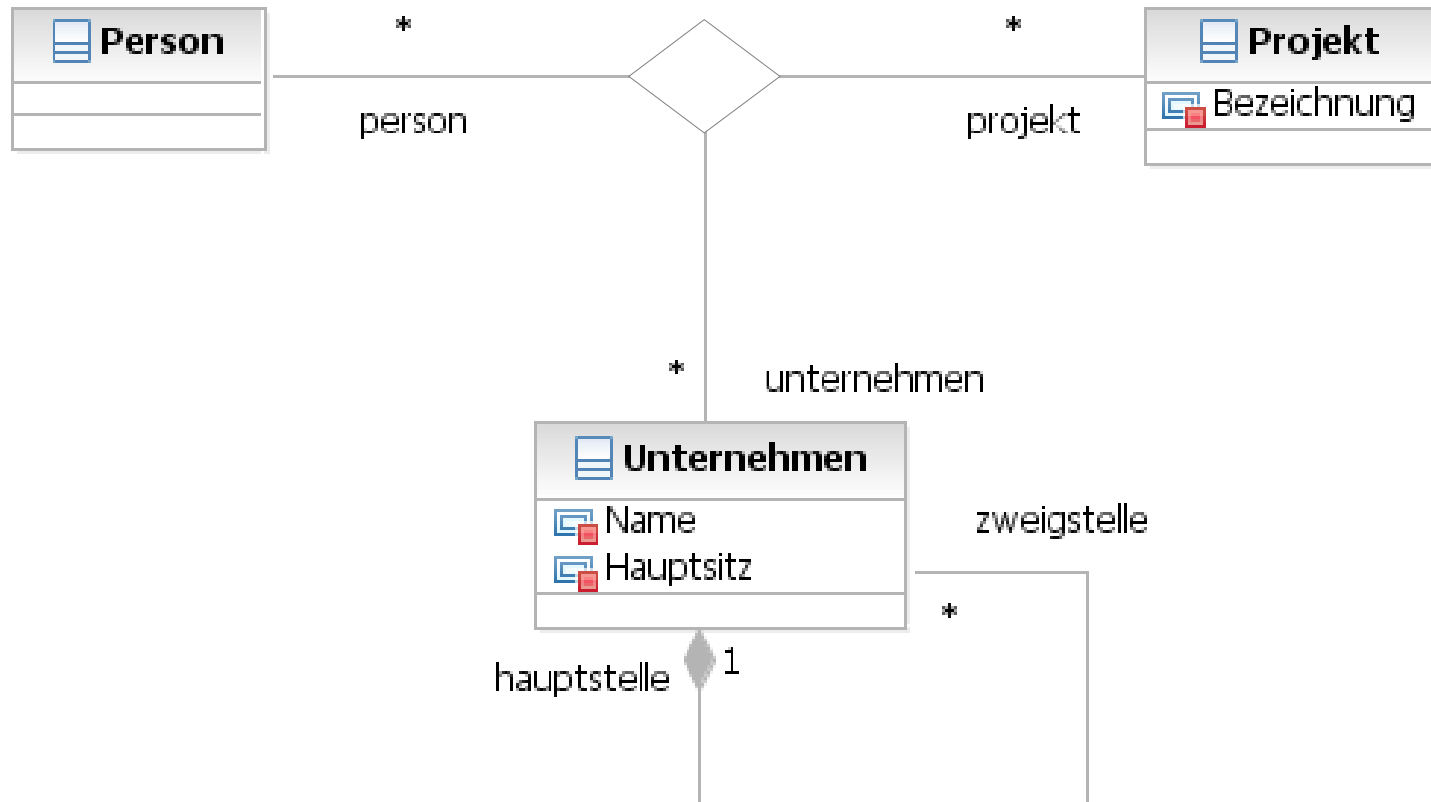 Person
*
*
Projekt
Bezeichnung
person
projekt
*
unternehmen
Unternehmen
Name
Hauptsitz
zweigstelle
*
hauptstelle
1